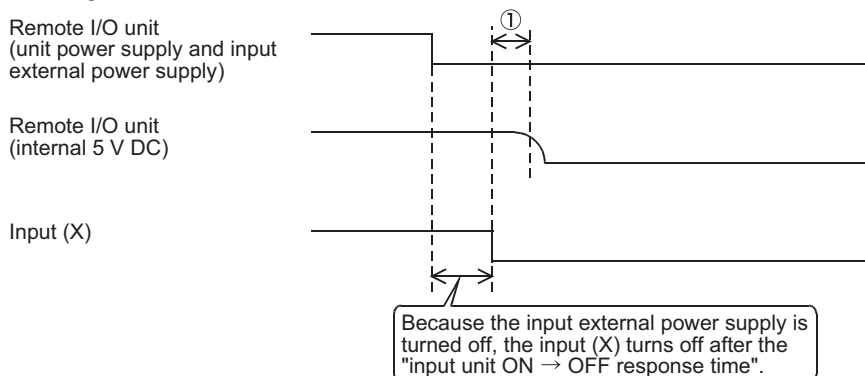 ①
Remote I/O unit
(unit power supply and input
external power supply)
Remote I/O unit
(internal 5 V DC)
Input (X)
Because the input external power supply is
turned off, the input (X) turns off after the
"input unit ON → OFF response time".